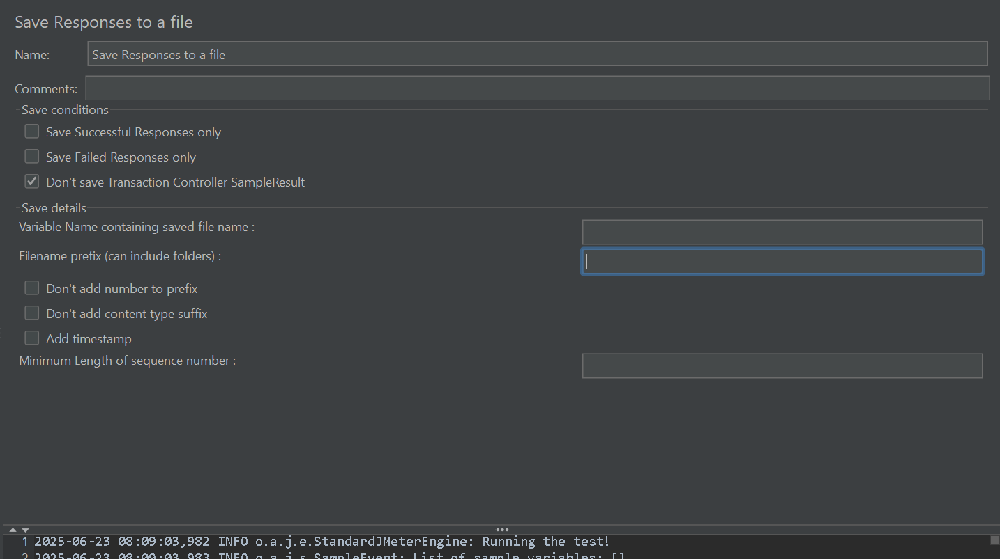 Save Responses to a file
Name: Save Responses to a file
Comments:
Save conditions
Save Successful Responses only
Save Failed Responses only
Don't save Transaction Controller SampleResult
Save details
Variable Name containing saved file name :
Filename prefix (can include folders) :
Don't add number to prefix
Don't add content type suffix
Add timestamp
Minimum Length of sequence number :
1 2025-06-23 08:09:03,982 INFO o.a.j.e.StandardJMeterEngine: Running the test!
2 2025-06-23 08:09:03,983 INFO o.a.j.s.SampleEvent: List of sample_variables: []